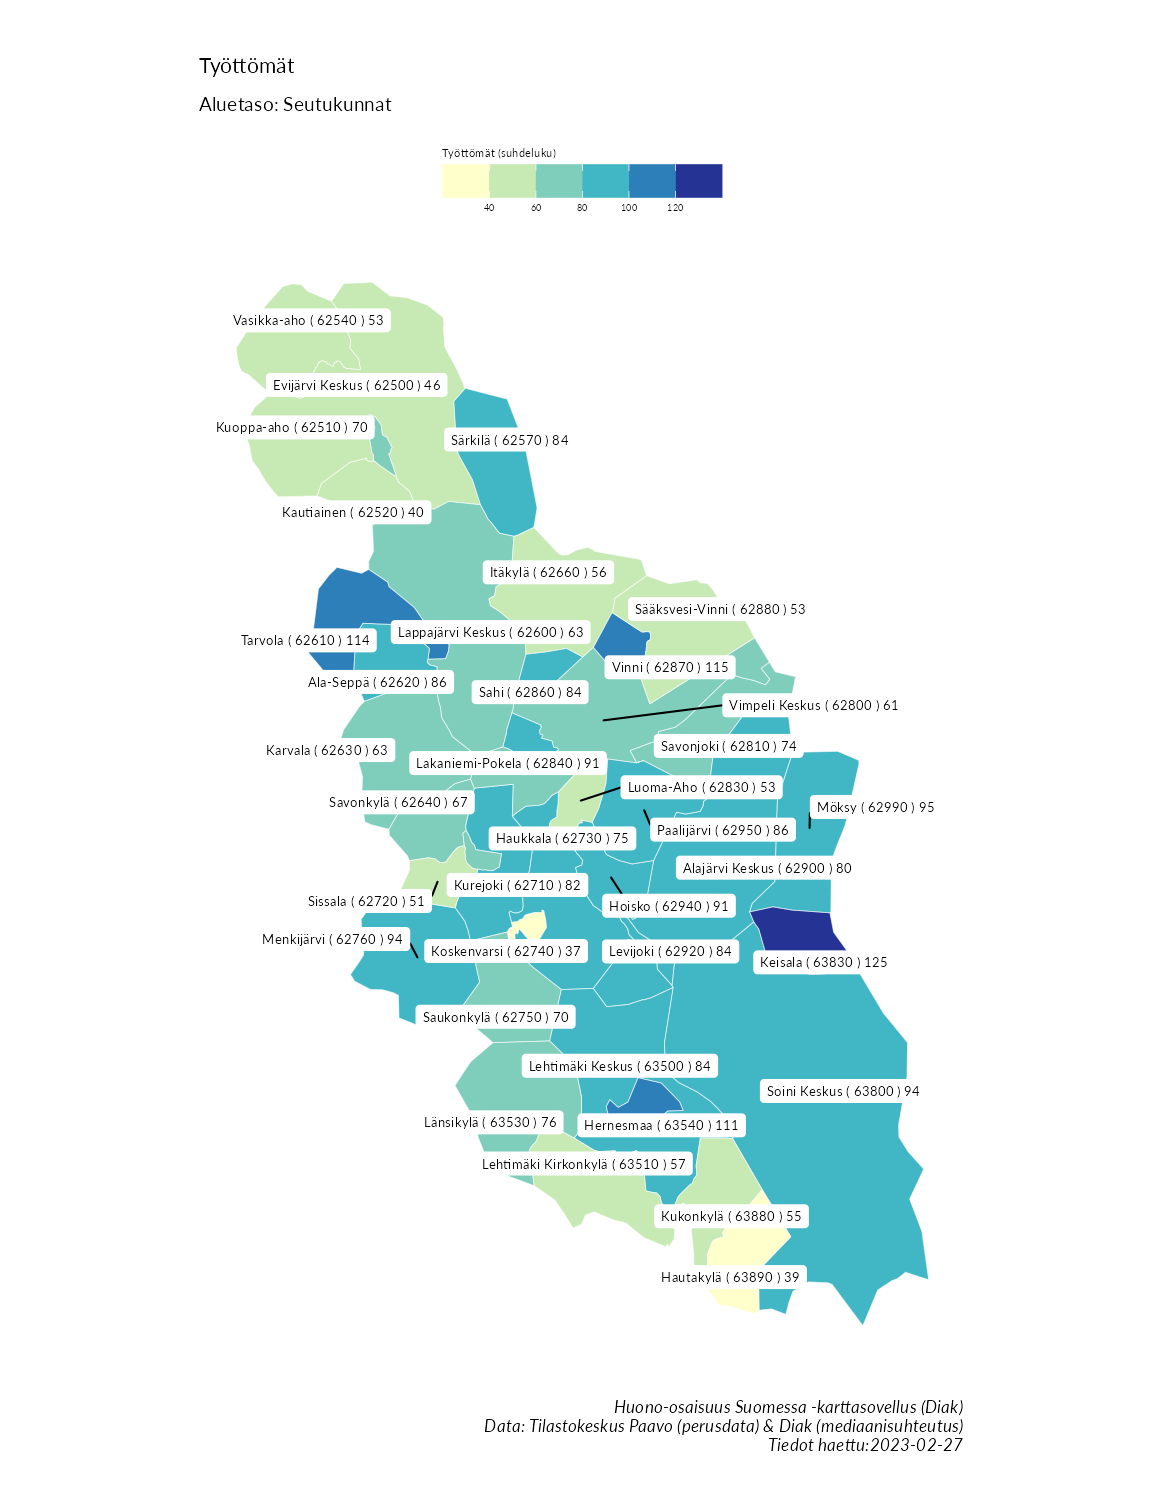 Työttömät
Aluetaso: Seutukunnat
Työttömät (suhdeluku)
40 60 80 100 120
Vasikka-aho ( 62540 ) 53
Evijärvi Keskus ( 62500 ) 46
Kuoppa-aho ( 62510 ) 70
Särkilä ( 62570 ) 84
Kautiainen ( 62520 ) 40
Itäkylä ( 62660 ) 56
Sääksvesi-Vinni ( 62880 ) 53
Lappajärvi Keskus ( 62600 ) 63
Tarvola ( 62610 ) 114
Vinni ( 62870 ) 115
Ala-Seppä ( 62620 ) 86
Sahi ( 62860 ) 84
Vimpeli Keskus ( 62800 ) 61
Savonjoki ( 62810 ) 74
Karvala ( 62630 ) 63
Lakaniemi-Pokela ( 62840 ) 91
Luoma-Aho ( 62830 ) 53
Savonkylä ( 62640 ) 67
Möksy ( 62990 ) 95
Paalijärvi ( 62950 ) 86
Haukkala ( 62730 ) 75
Alajärvi Keskus ( 62900 ) 80
Kurejoki ( 62710 ) 82
Sissala ( 62720 ) 51
Hoisko ( 62940 ) 91
Menkijärvi ( 62760 ) 94
Koskenvarsi ( 62740 ) 37
Levijoki ( 62920 ) 84
Keisala ( 63830 ) 125
Saukonkylä ( 62750 ) 70
Lehtimäki Keskus ( 63500 ) 84
Soini Keskus ( 63800 ) 94
Länsikylä ( 63530 ) 76
Hernesmaa ( 63540 ) 111
Lehtimäki Kirkonkylä ( 63510 ) 57
Kukonkylä ( 63880 ) 55
Hautakylä ( 63890 ) 39
Huono-osaisuus Suomessa -karttasovellus (Diak)
Data: Tilastokeskus Paavo (perusdata) & Diak (mediaanisuhteutus)
Tiedot haettu:2023-02-27